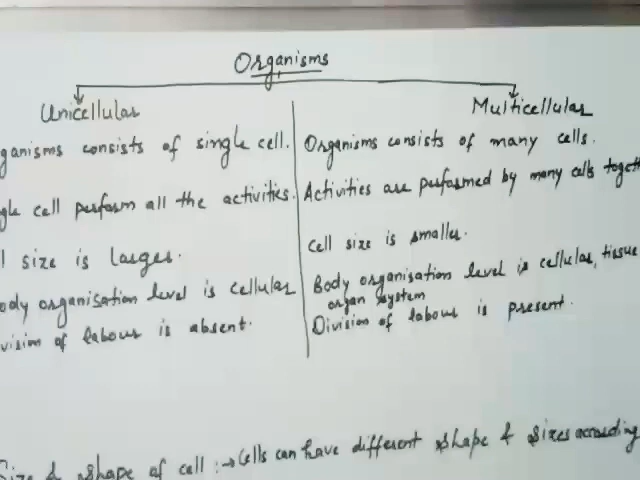 Organisms
Unicellular
Multicellular
ganisms consists of single cell.
Organisms consists of many cells.
gle cell perform all the activities.
Activities are performed by many cells togeth
l size is larger.
cell size is smaller.
ody organisation level is cellular
Body organisation level is cellular, tissue
organ system
vision of labour is absent.
Division of labour is present.
Size & shape of cell :→ Cells can have different shape & sizes according